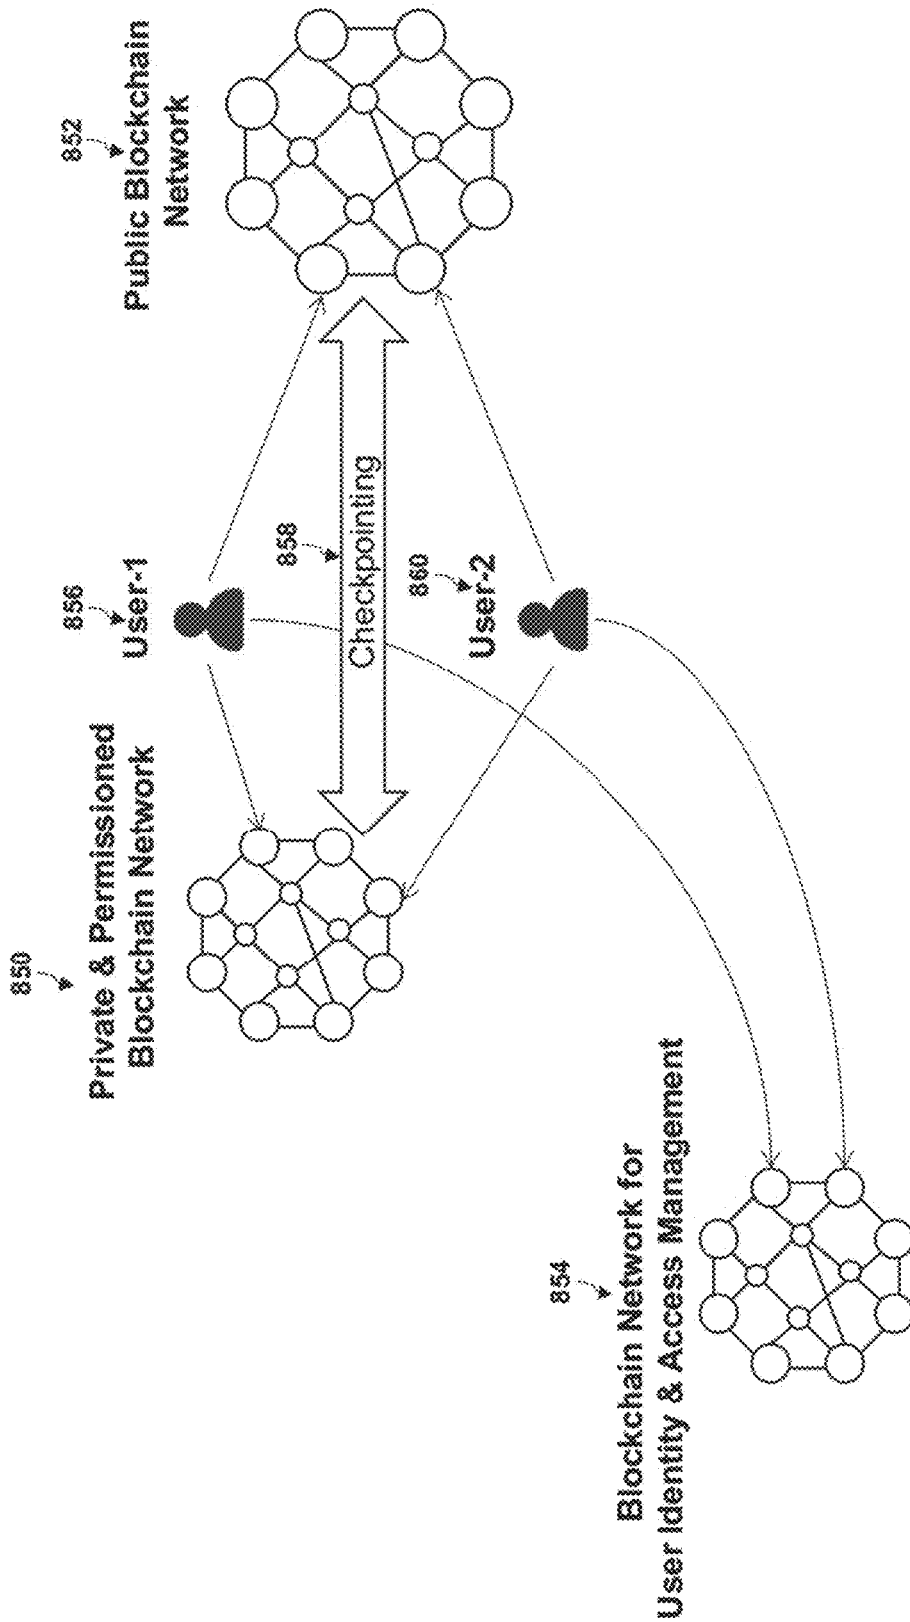 850
Private & Permissioned
Blockchain Network
856
User-1
852
Public Blockchain
Network
858
Checkpointing
860
User-2
854
Blockchain Network for
User Identity & Access Management